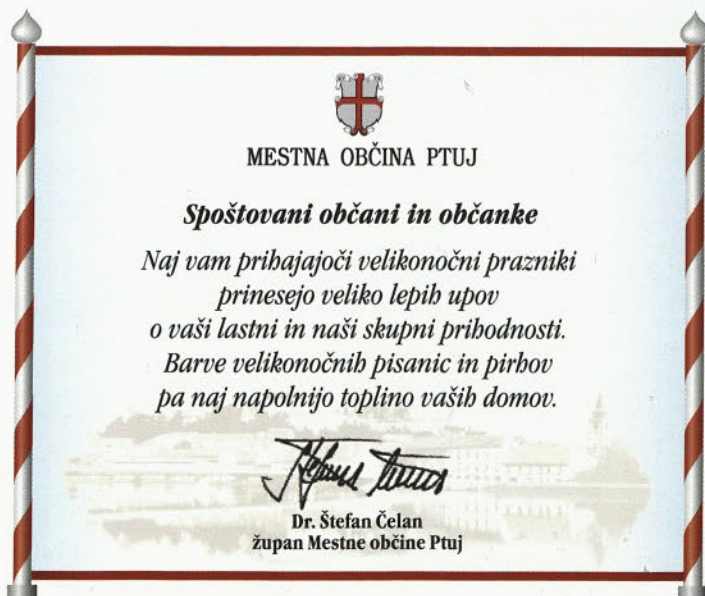 MESTNA OBČINA PTUJ
Spoštovani občani in občanke
Naj vam prihajajoči velikonočni prazniki
prinesejo veliko lepih upov
o vaši lastni in naši skupni prihodnosti.
Barve velikonočnih pisanic in pirhov
pa naj napolnijo toplino vaših domov.
Dr. Štefan Čelan
župan Mestne občine Ptuj